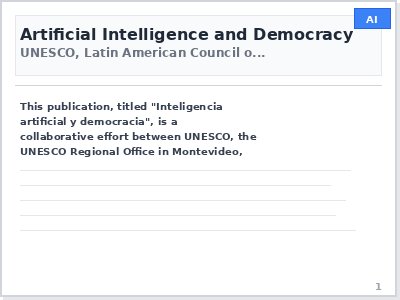 AI
Artificial Intelligence and Democracy
UNESCO, Latin American Council o...
This publication, titled "Inteligencia
artificial y democracia", is a
collaborative effort between UNESCO, the
UNESCO Regional Office in Montevideo,
1